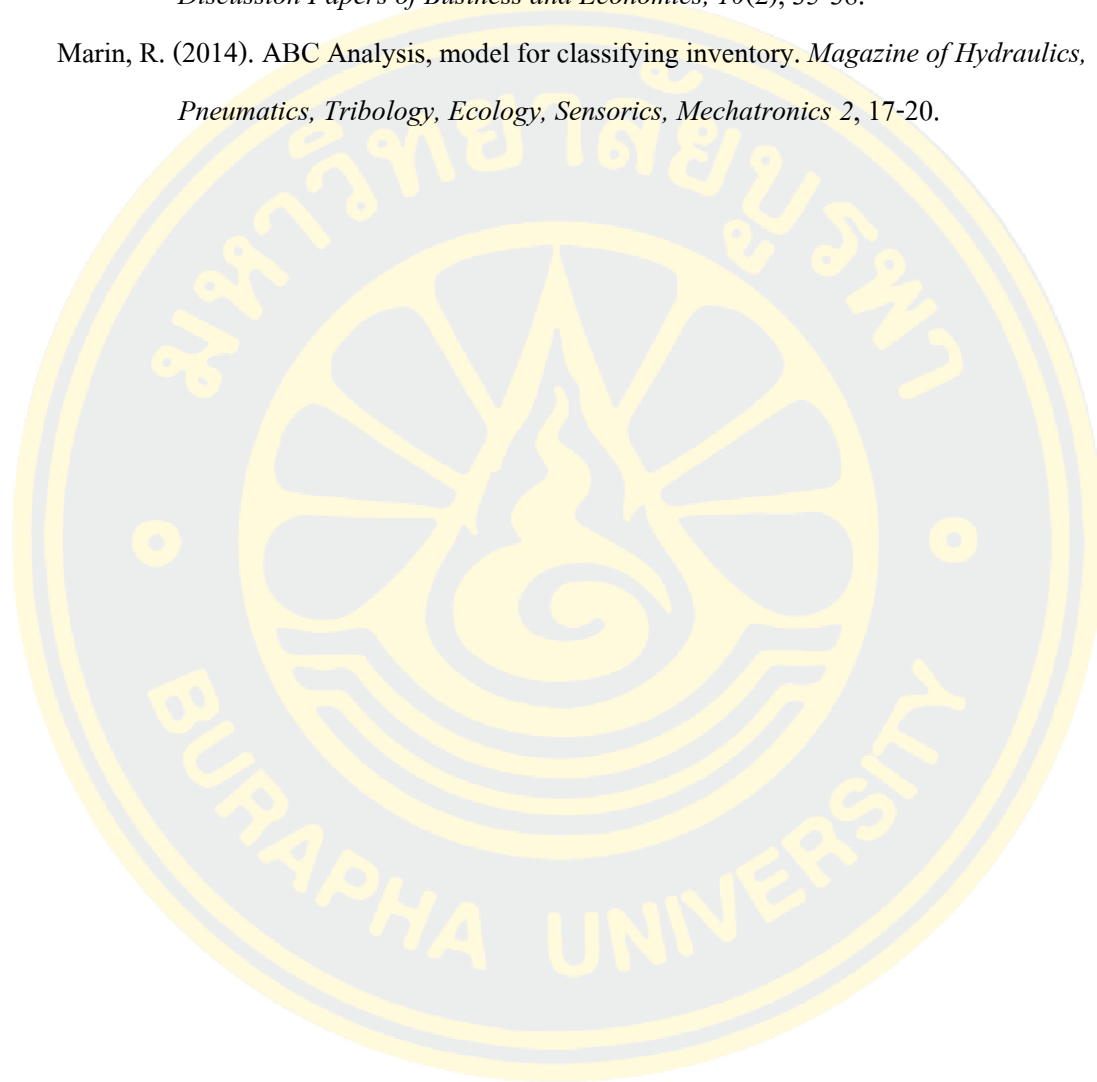 Discussion Papers of Business and Economics, 10(2), 35-58.
Marin, R. (2014). ABC Analysis, model for classifying inventory. Magazine of Hydraulics,
Pneumatics, Tribology, Ecology, Sensorics, Mechatronics 2, 17-20.
มหาวิทยาลัยบูรพา
BURAPHA UNIVERSITY